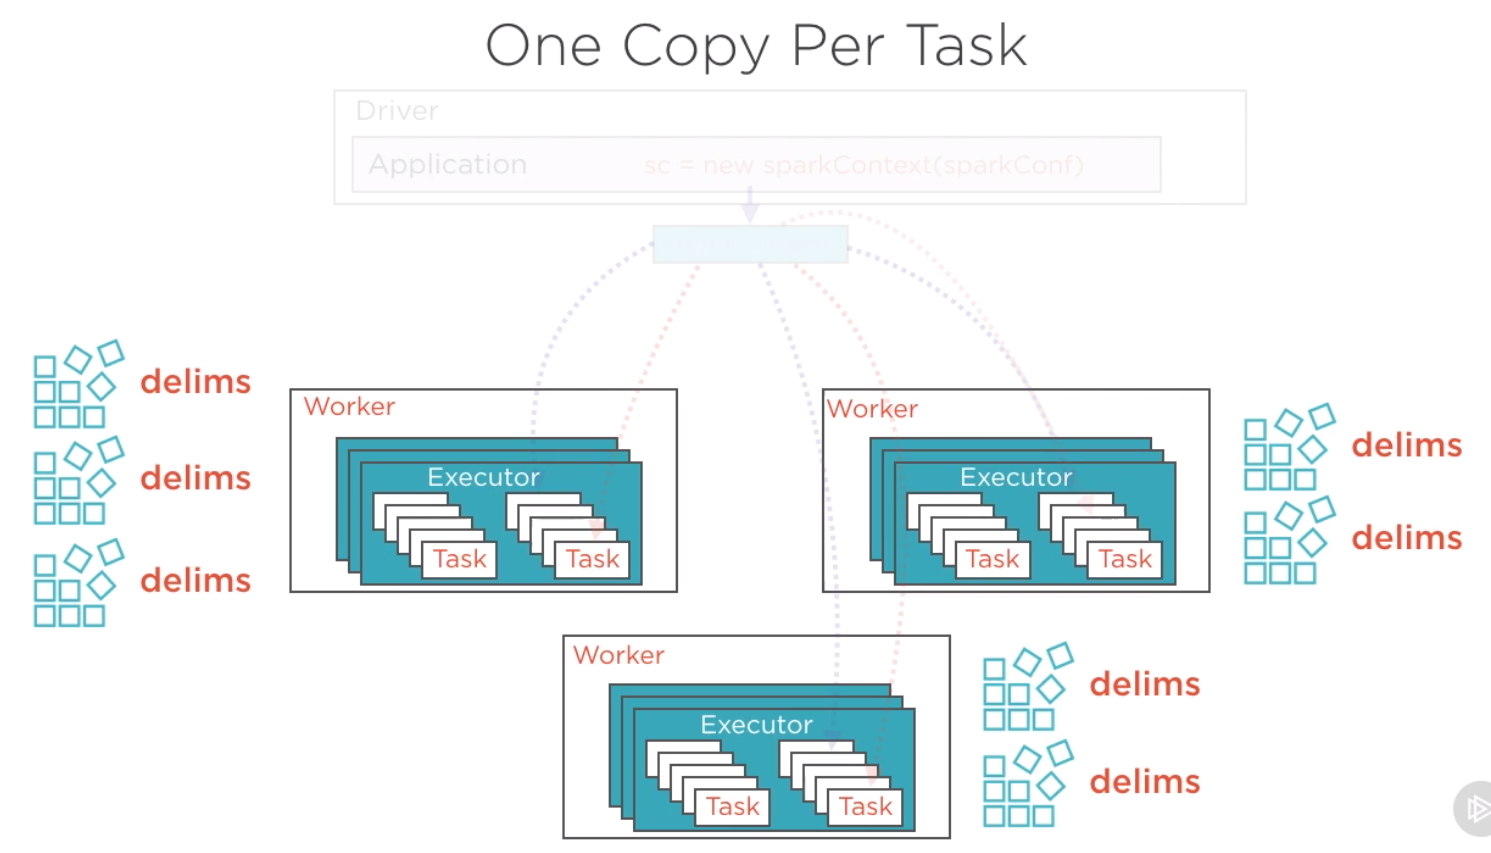 One Copy Per Task
Driver
Application
sc = new sparkContext(sparkConf)
delims
delims
delims
Worker
Executor
Task
Task
Worker
Executor
Task
Task
delims
delims
Worker
Executor
Task
Task
delims
delims